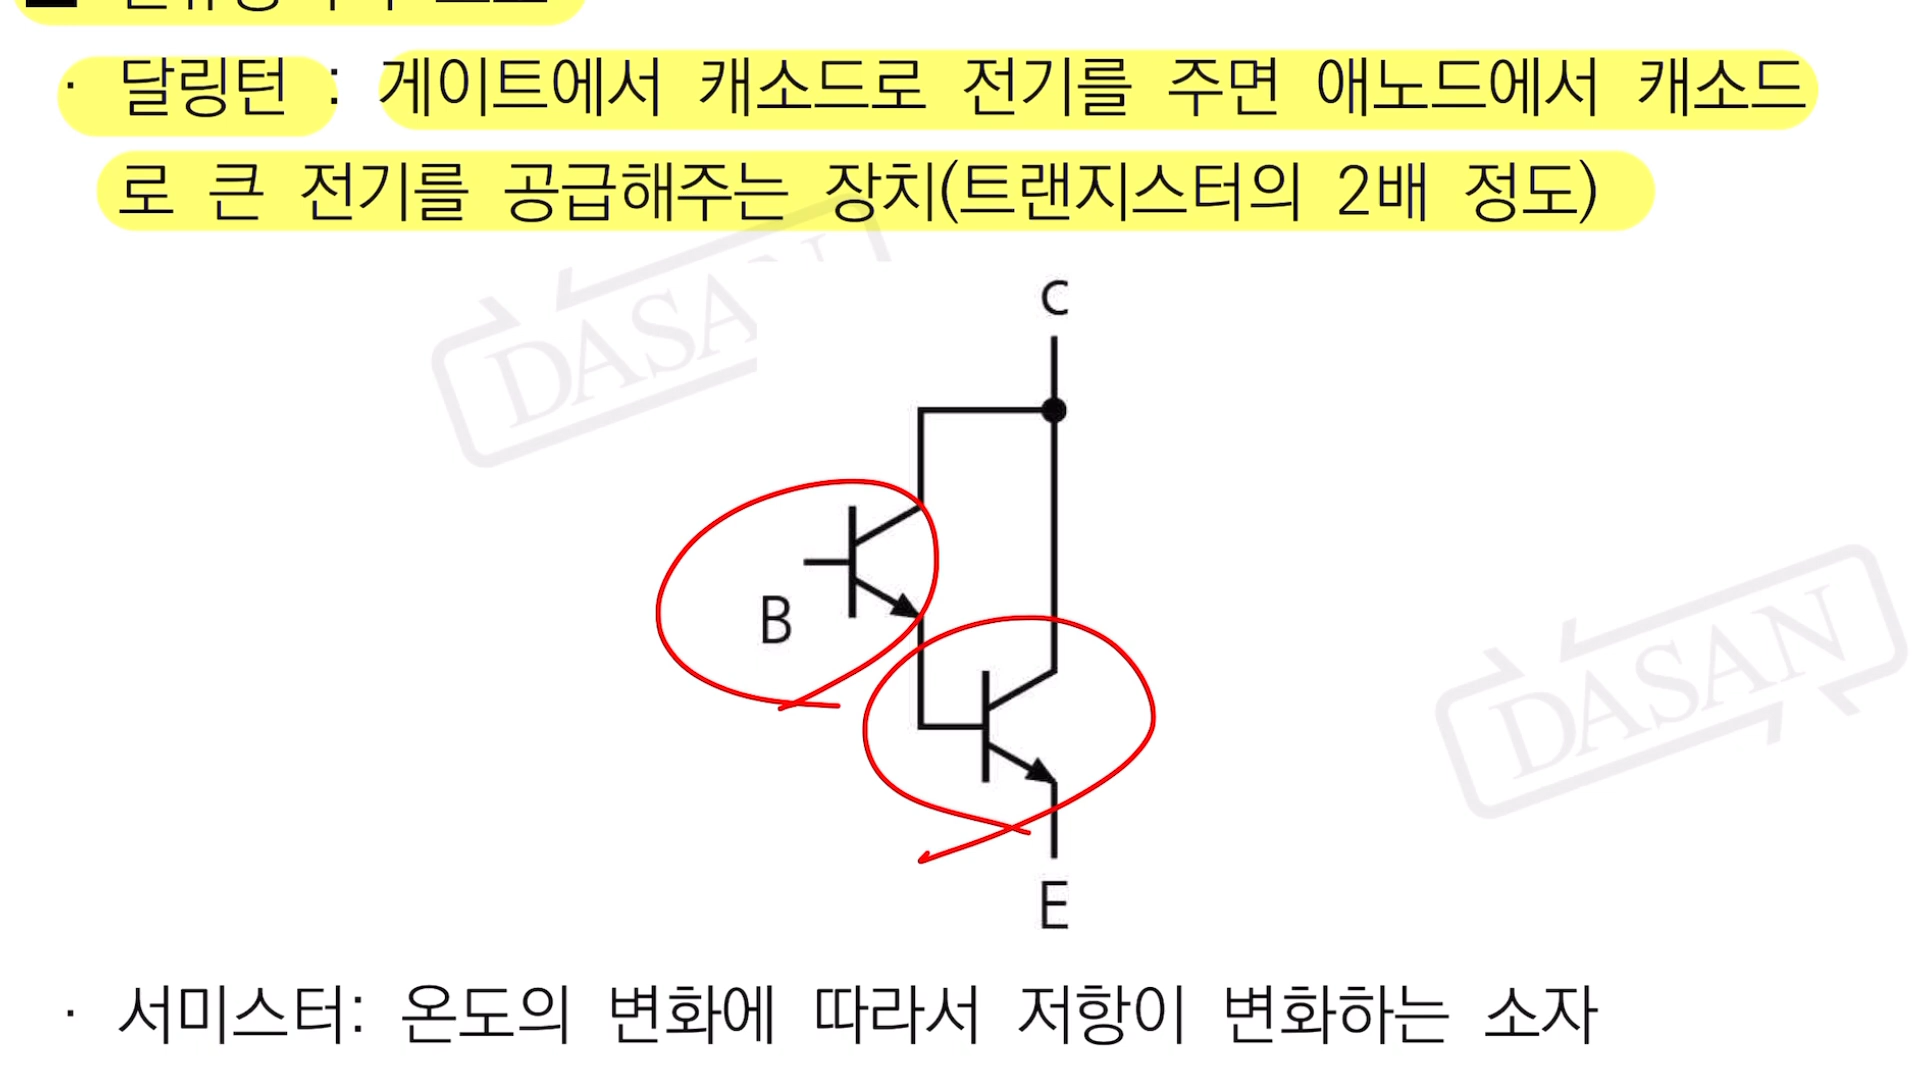 · 달링턴 : 게이트에서 캐소드로 전기를 주면 애노드에서 캐소드
로 큰 전기를 공급해주는 장치(트랜지스터의 2배 정도)
DASAN
C
B
DASAN
E
· 서미스터: 온도의 변화에 따라서 저항이 변화하는 소자